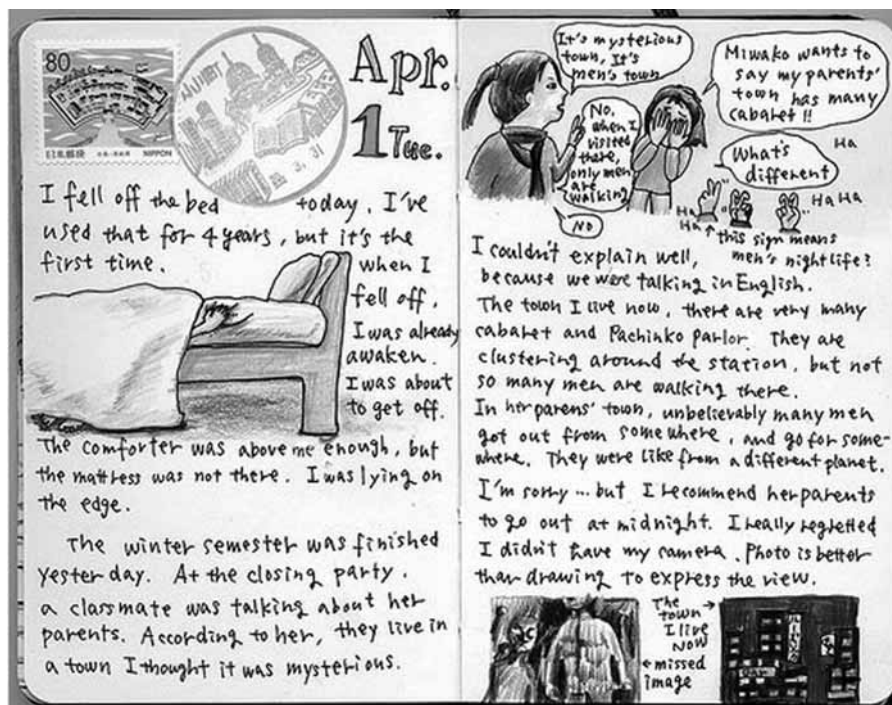 80
日本郵便
NIPPON
3.31
Apr.
1 Tue.
I fell off the bed today. I've
used that for 4 years, but it's the
first time.
when I
fell off,
I was already
awaken.
I was about
to get off.
The comforter was above me enough, but
the mattress was not there. I was lying on
the edge.
The winter semester was finished
yesterday. At the closing party,
a classmate was talking about her
parents. According to her, they live in
a town I thought it was mysterious.
It's mysterious
town, It's
men's town
No,
when I
visited
there,
only men
are
walking
NO
Miwako wants to
say my parents'
town has many
cabaret !!
Ha
What's
different
Ha Ha
Ha
Ha
this sign means
men's nightlife?
I couldn't explain well,
because we were talking in English.
The town I live now, there are very many
cabaret and Pachinko parlor. They are
clustering around the station, but not
so many men are walking there.
In her parens' town, unbelievably many men
got out from somewhere, and go for some-
where. They were like from a different planet.
I'm sorry ... but I recommend her parents
to go out at midnight. I really regretted
I didn't have my camera. Photo is better
than drawing to express the view.
The
town
I live
now
missed
image